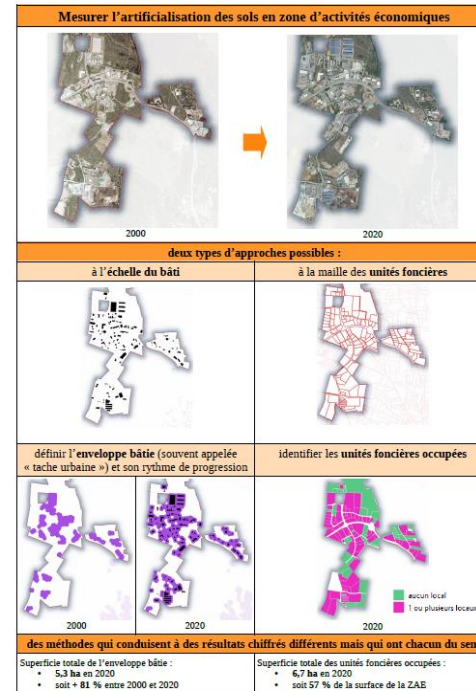 Mesurer l’artificialisation des sols en zone d’activités économiques
2000
2020
deux types d’approches possibles :
à l’échelle du bâti
à la maille des unités foncières
définir l’enveloppe bâtie (souvent appelée
« tache urbaine ») et son rythme de progression
identifier les unités foncières occupées
2000
2020
aucun local
1 ou plusieurs locaux
2020
des méthodes qui conduisent à des résultats chiffrés différents mais qui ont chacun du sen
Superficie totale de l’enveloppe bâtie :
• 5,3 ha en 2020
• soit + 81 % entre 2000 et 2020
Superficie totale des unités foncières occupées :
• 6,7 ha en 2020
• soit 57 % de la surface de la ZAE